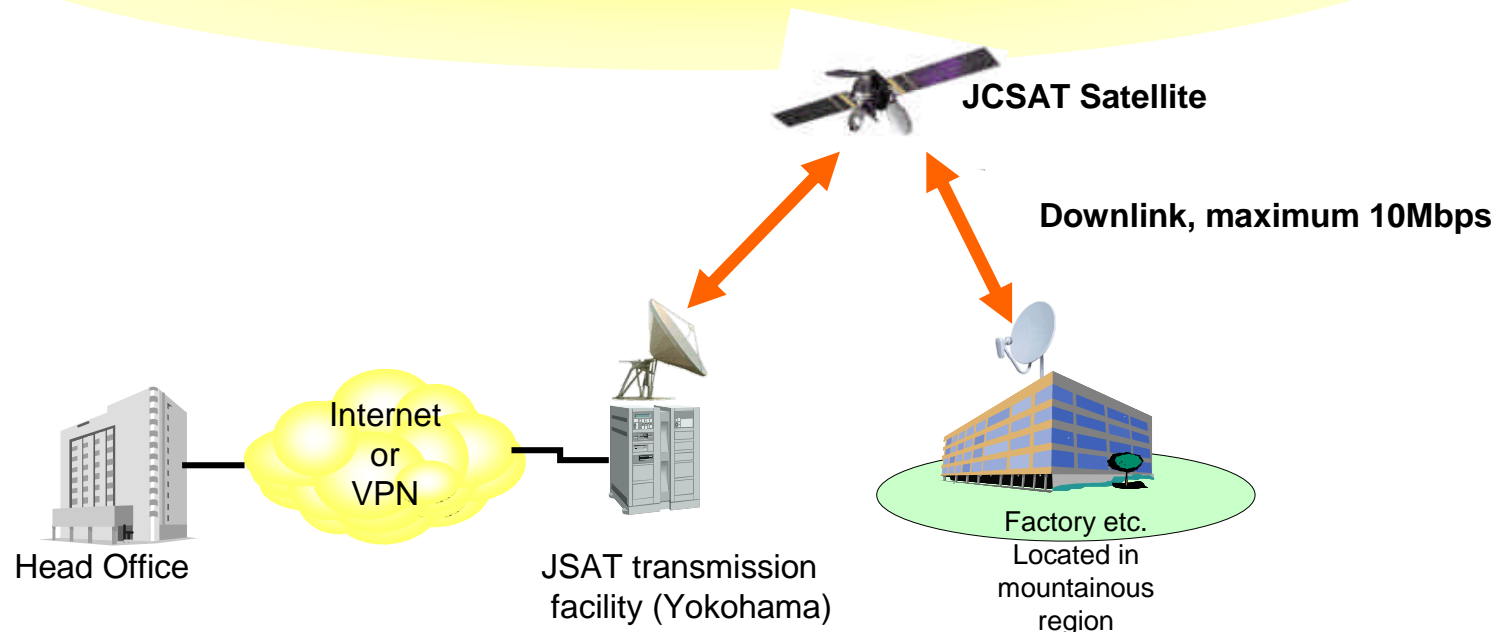 JCSAT Satellite
Downlink, maximum 10Mbps
Internet
or
VPN
Head Office
JSAT transmission
facility (Yokohama)
Factory etc.
Located in
mountainous
region